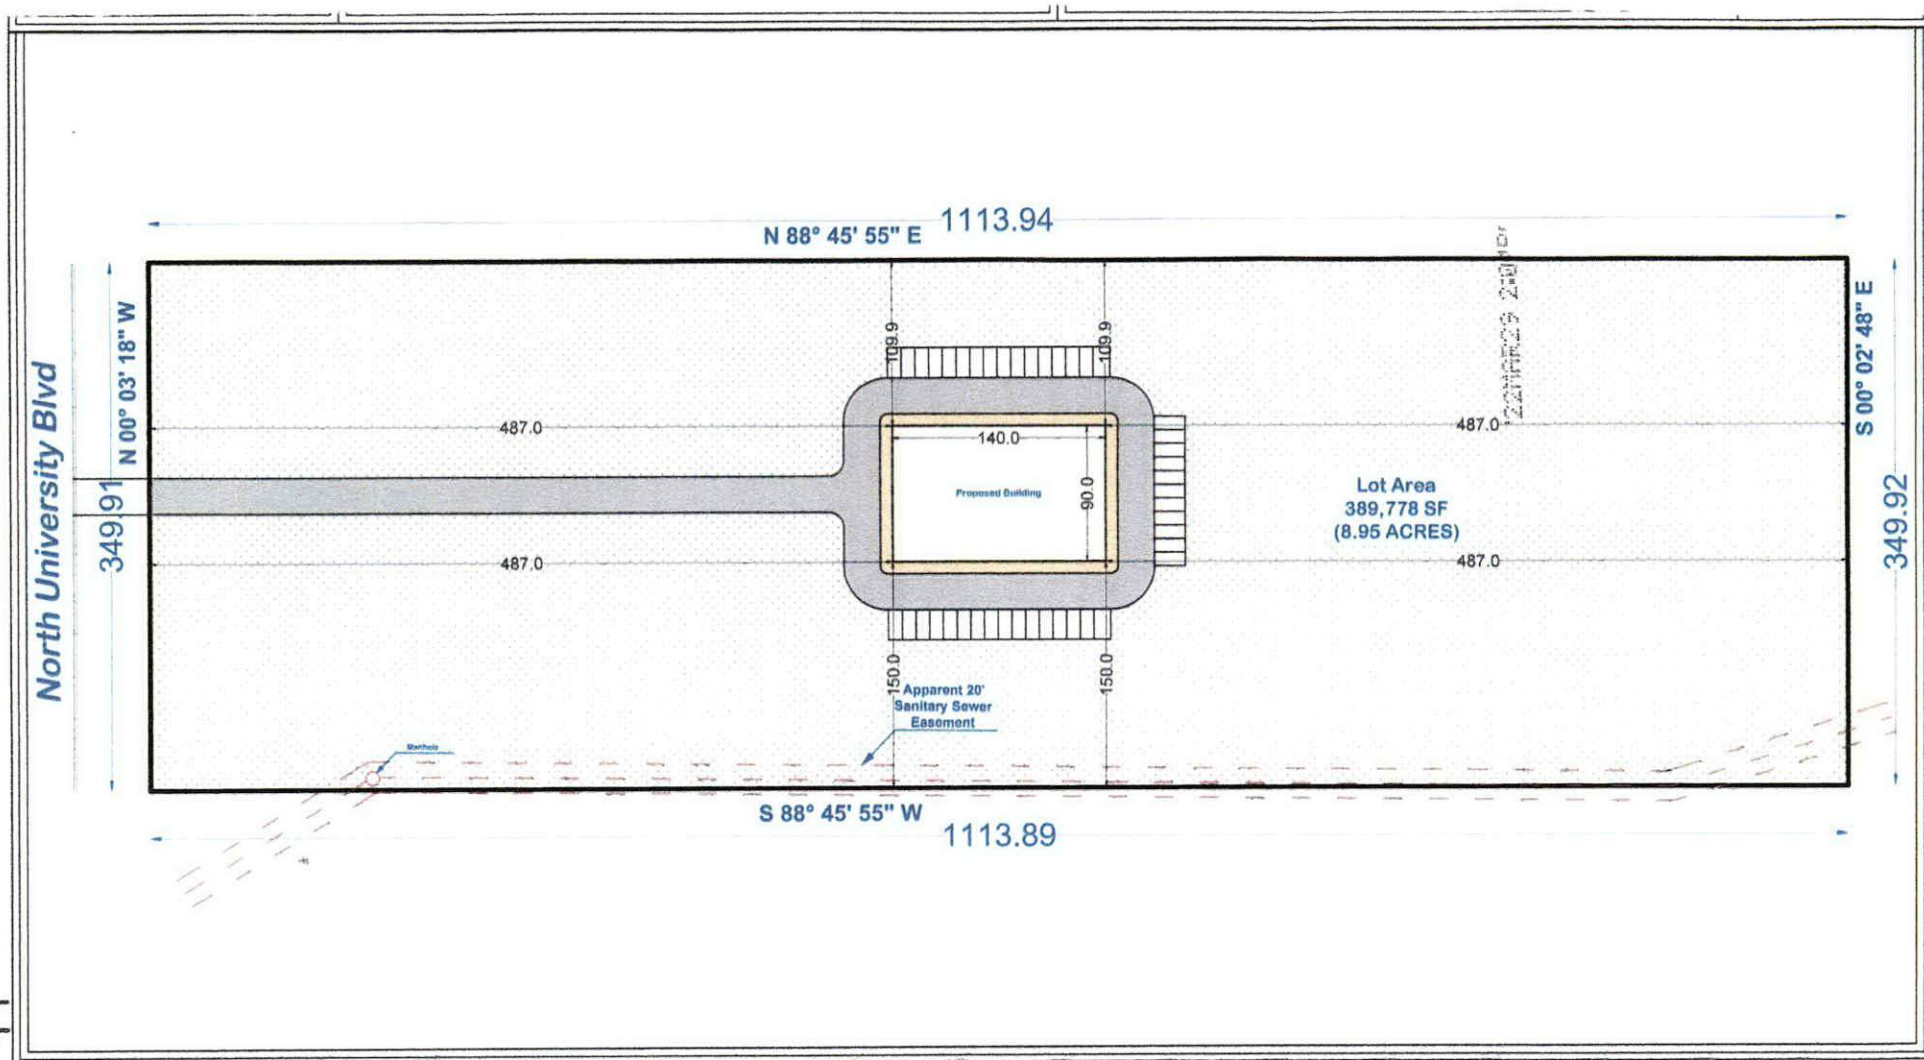 1113.94
N 88° 45' 55" E
N 00° 03' 18" W
S 00° 02' 48" E
109.9
109.9
487.0
487.0
140.0
North University Blvd
349.91
Proposed Building
90.0
Lot Area
389,778 SF
(8.95 ACRES)
349.92
487.0
487.0
150.0
150.0
Apparent 20'
Sanitary Sewer
Easement
Manhole
S 88° 45' 55" W
1113.89